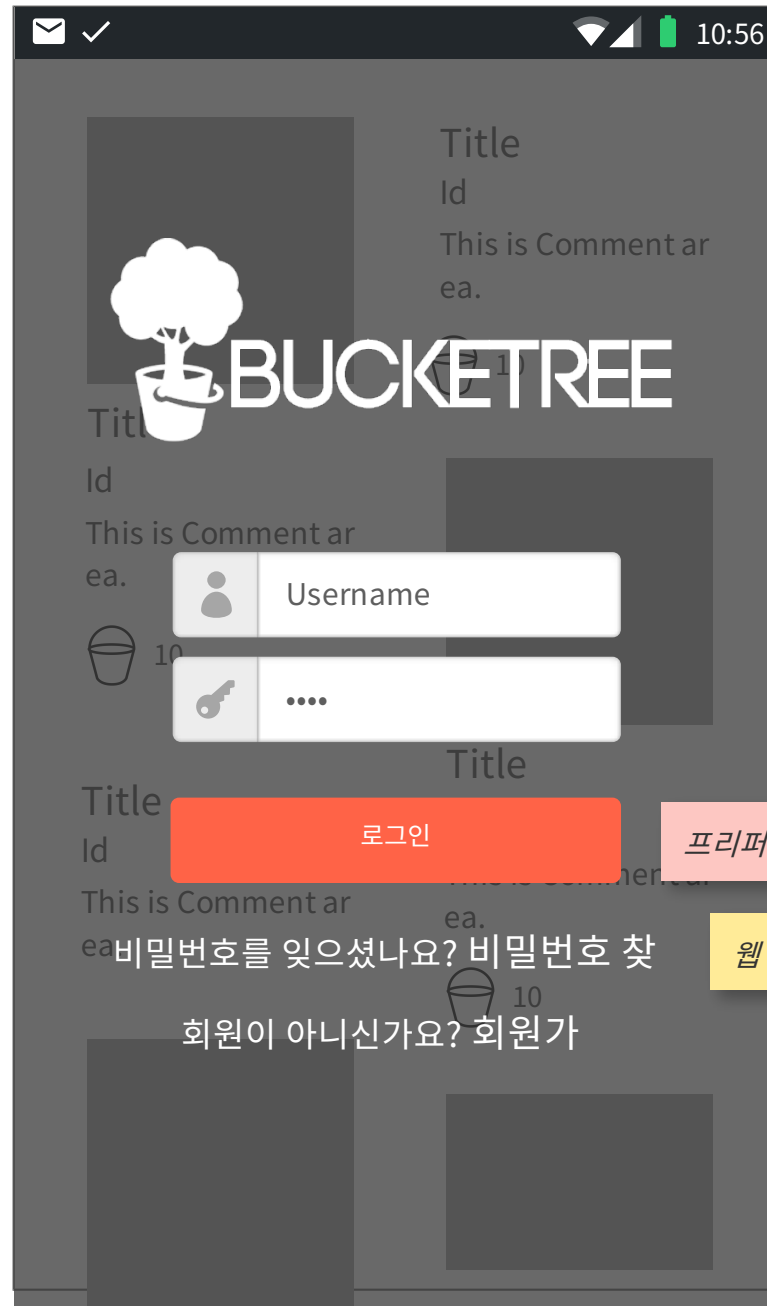 10:56
Title
Id
This is Comment ar
ea.
10
BUCKETREE
Titl
Id
This is Comment ar
ea.
10
Username
••••
Title
로그인
프리퍼
Title
Id
This is Comment ar
ea.
웹
비밀번호를 잊으셨나요? 비밀번호 찾
10
회원이 아니신가요? 회원가